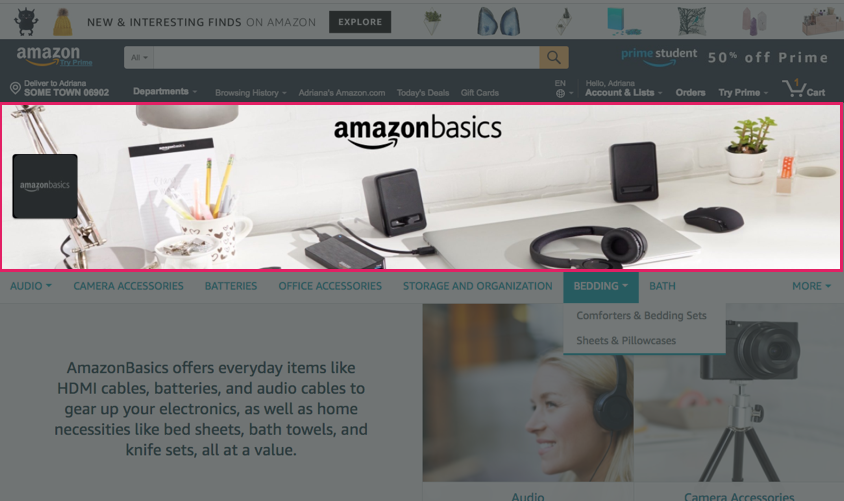 NEW & INTERESTING FINDS ON AMAZON EXPLORE
amazon
Try Prime
All
prime student 50% off Prime
Deliver to Adriana
SOME TOWN 06902
Departments Browsing History Adriana's Amazon.com Today's Deals Gift Cards
EN
Hello, Adriana
Account & Lists Orders Try Prime 1 Cart
amazonbasics
amazonbasics
amazonbasics
AUDIO CAMERA ACCESSORIES BATTERIES OFFICE ACCESSORIES STORAGE AND ORGANIZATION BEDDING BATH MORE
Comforters & Bedding Sets
Sheets & Pillowcases
AmazonBasics offers everyday items like
HDMI cables, batteries, and audio cables to
gear up your electronics, as well as home
necessities like bed sheets, bath towels, and
knife sets, all at a value.
Audio Camera Accessories